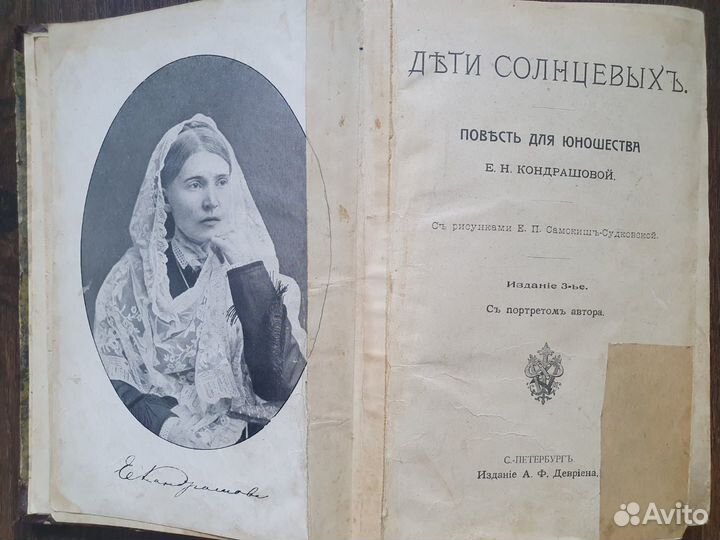 Е Кондрашова
ДѢТИ СОЛНЦЕВЫХЪ.
ПОВѢСТЬ ДЛЯ ЮНОШЕСТВА
Е. Н. КОНДРАШОВОЙ.
Съ рисунками Е. П. Самокишъ-Судковской.
Изданіе 3-ье.
Съ портретомъ автора.
С.-ПЕТЕРБУРГЪ
Изданіе А. Ф. Девріена,
Avito